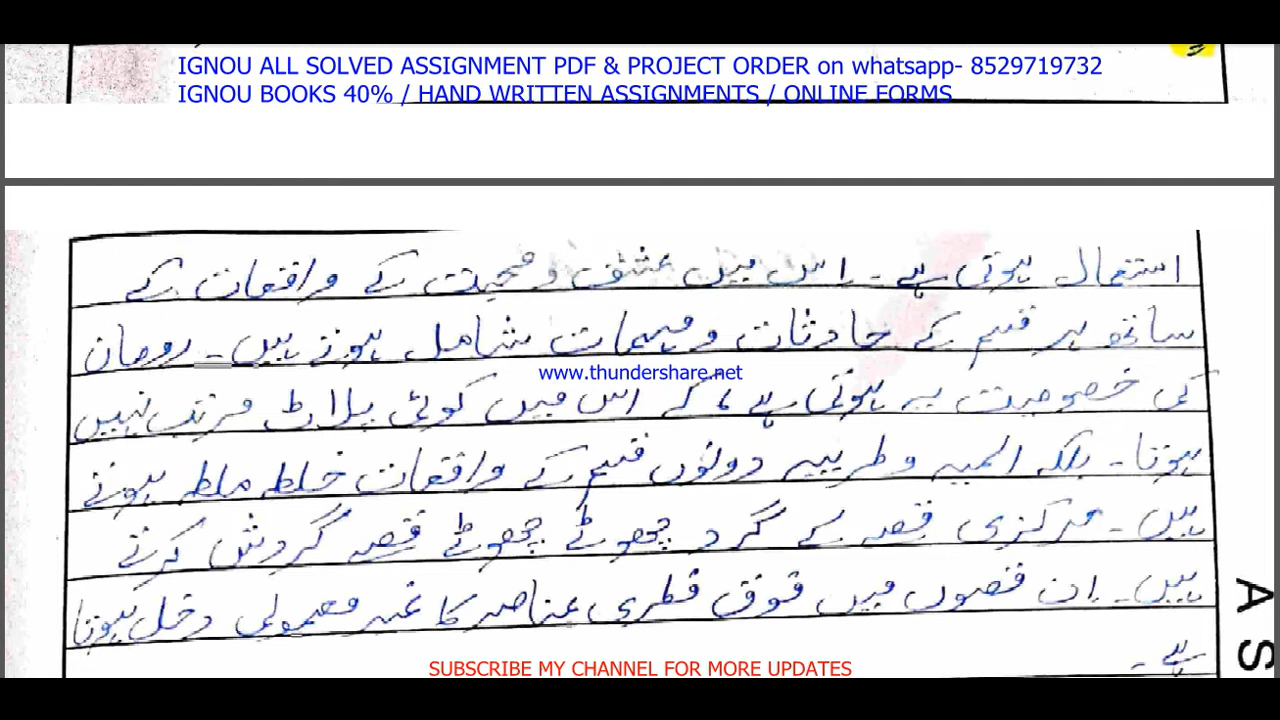 IGNOU ALL SOLVED ASSIGNMENT PDF & PROJECT ORDER on whatsapp- 8529719732
IGNOU BOOKS 40% / HAND WRITTEN ASSIGNMENTS / ONLINE FORMS
استعمال ہوتی ہے۔ اس میں عشق و محبت کے واقعات کے
ساتھ ہر قسم کے حادثات و مہمات شامل ہوتے ہیں۔ رومان
www.thundershare.net
کی خصوصیت یہ ہوتی ہے، کے اس میں کوئی پلاٹ مرتب نہیں
ہوتا۔ بلکہ المیہ و طربیہ دونوں قسم کے واقعات خلط ملط ہوتے
ہیں۔ مرکزی قصہ کے گرد چھوٹے چھوٹے قصے گردش کرتے
ہیں۔ ان قصوں میں فوق فطری عناصر کا غیر معمولی دخل ہوتا
ہے۔
A S
SUBSCRIBE MY CHANNEL FOR MORE UPDATES